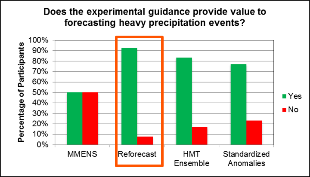 Does the experimental guidance provide value to
forecasting heavy precipitation events?
Percentage of Participants
100%
90%
80%
70%
60%
50%
40%
30%
20%
10%
0%
MMENS
Reforecast
HMT
Ensemble
Standardized
Anomalies
Yes
No